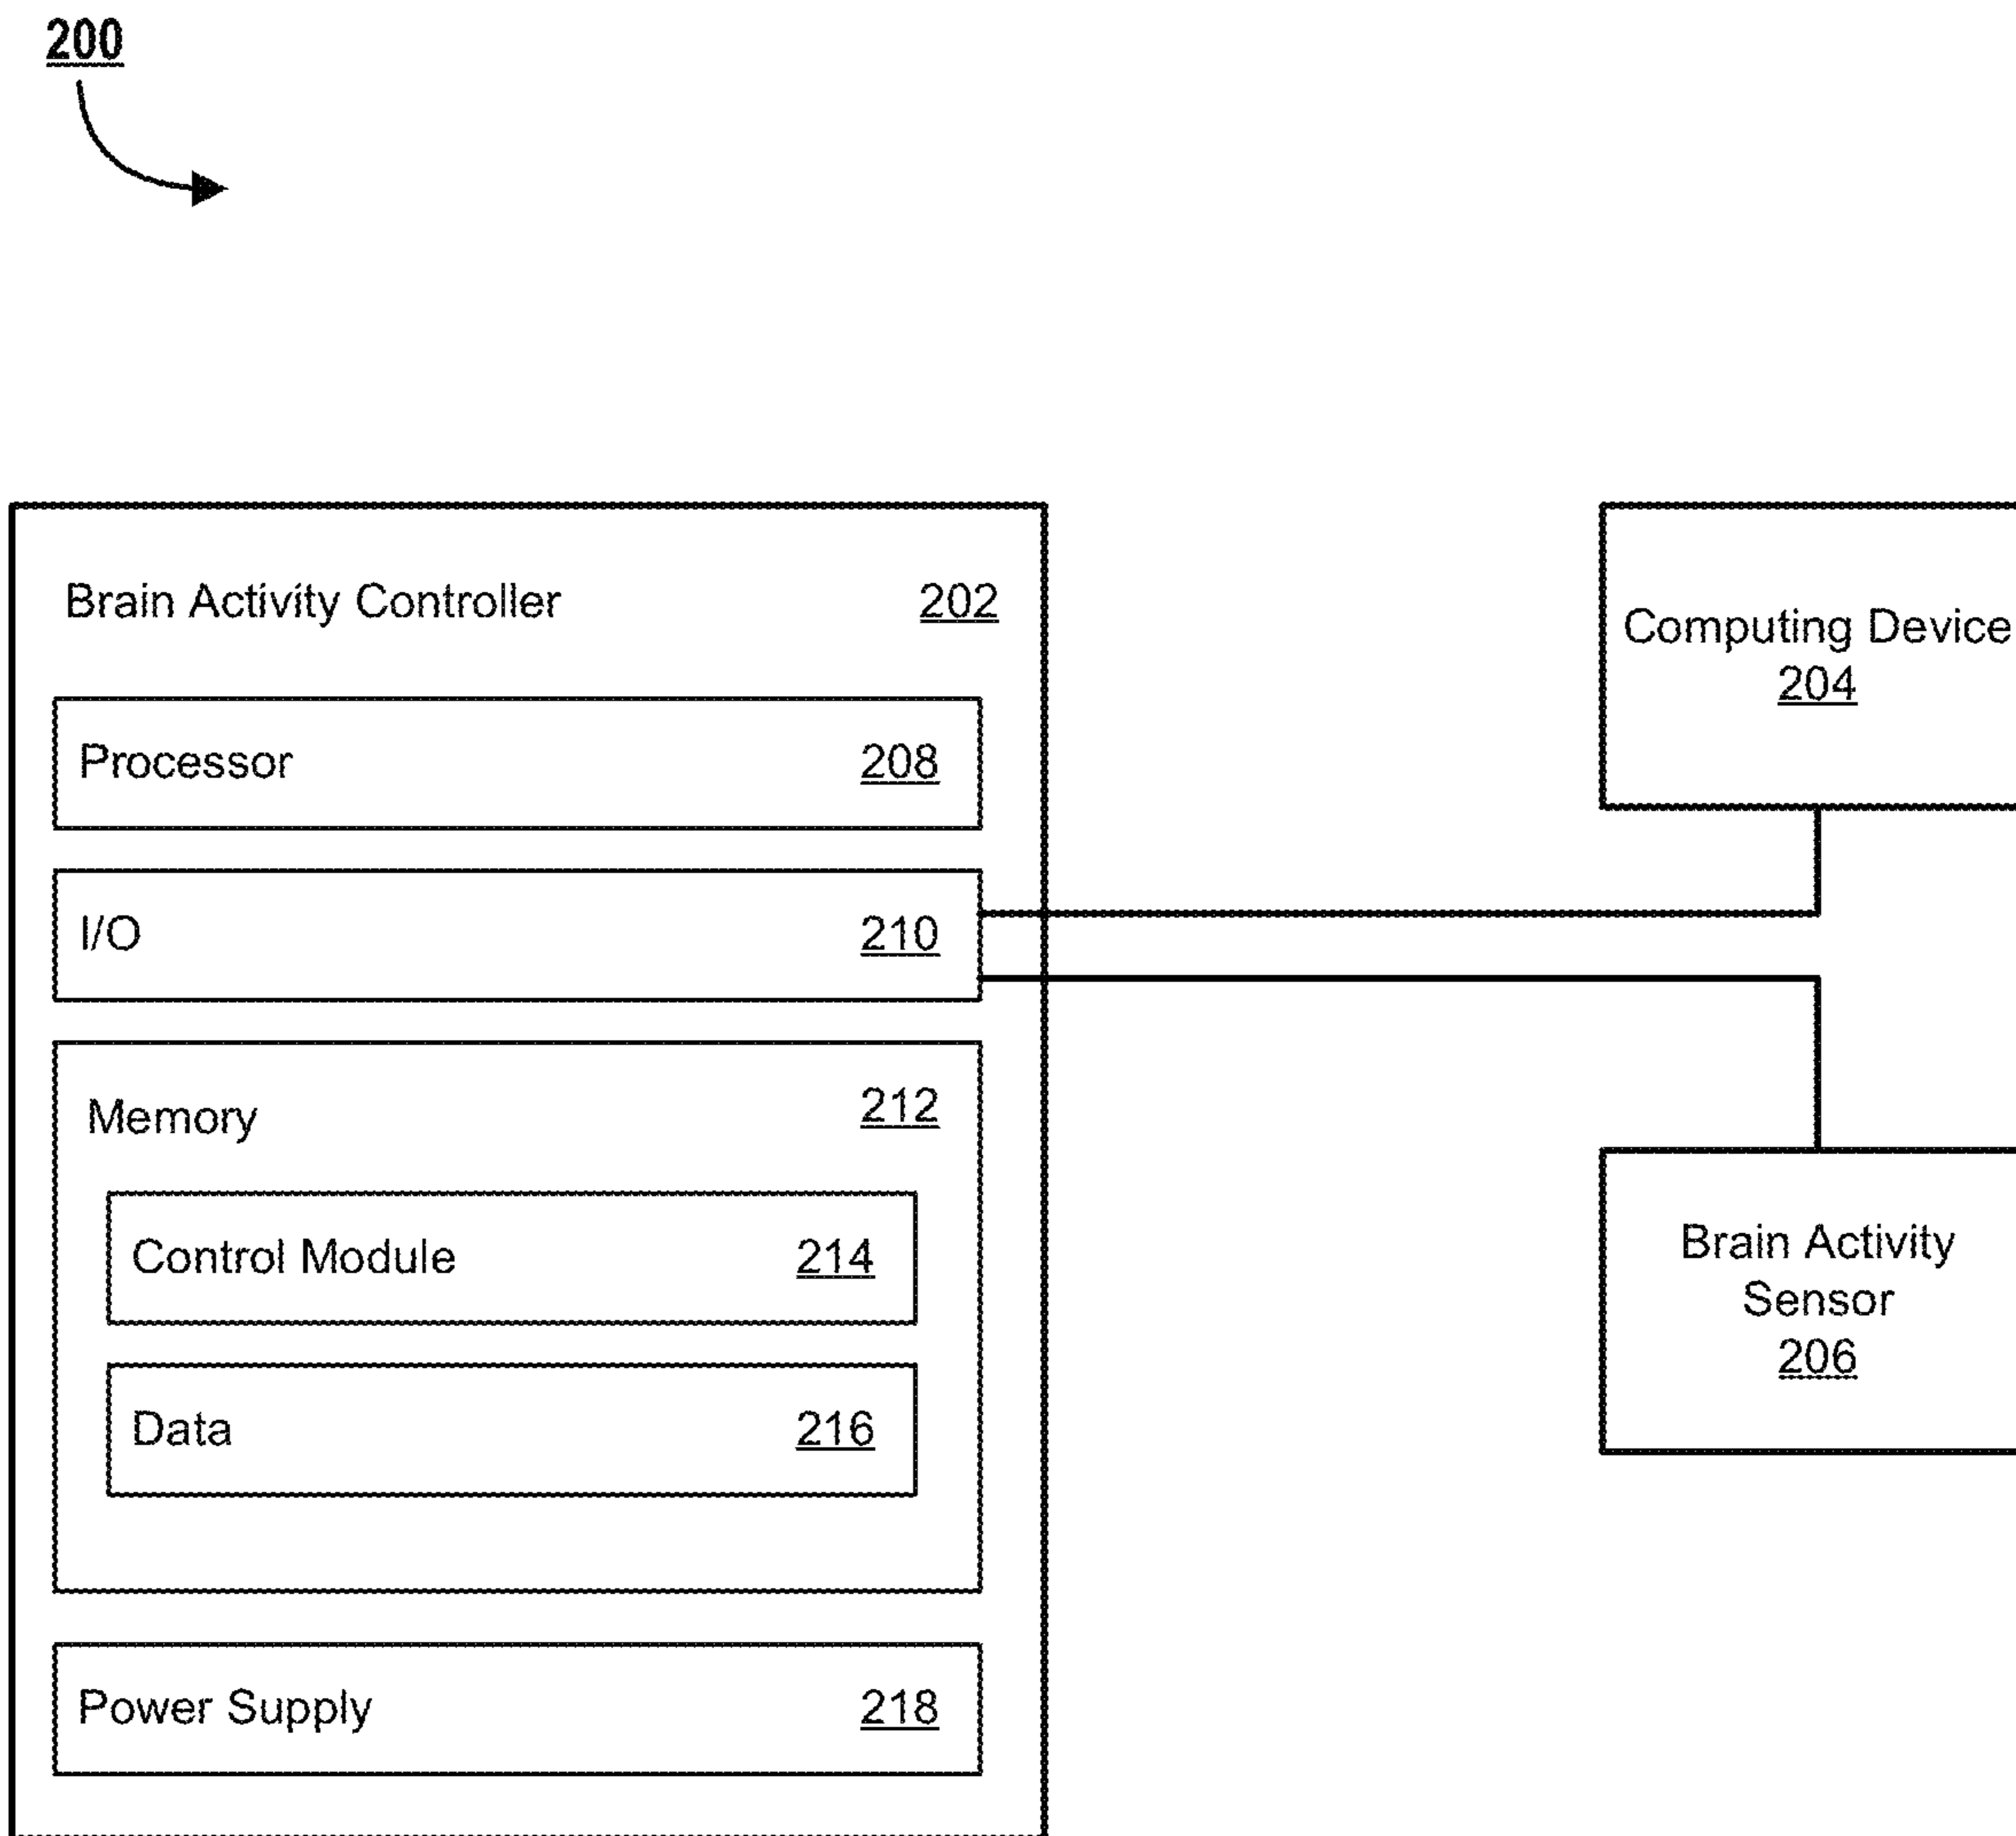 200
Brain Activity Controller 202
Processor 208
I/O 210
Memory 212
Control Module 214
Data 216
Power Supply 218
Computing Device
204
Brain Activity
Sensor
206